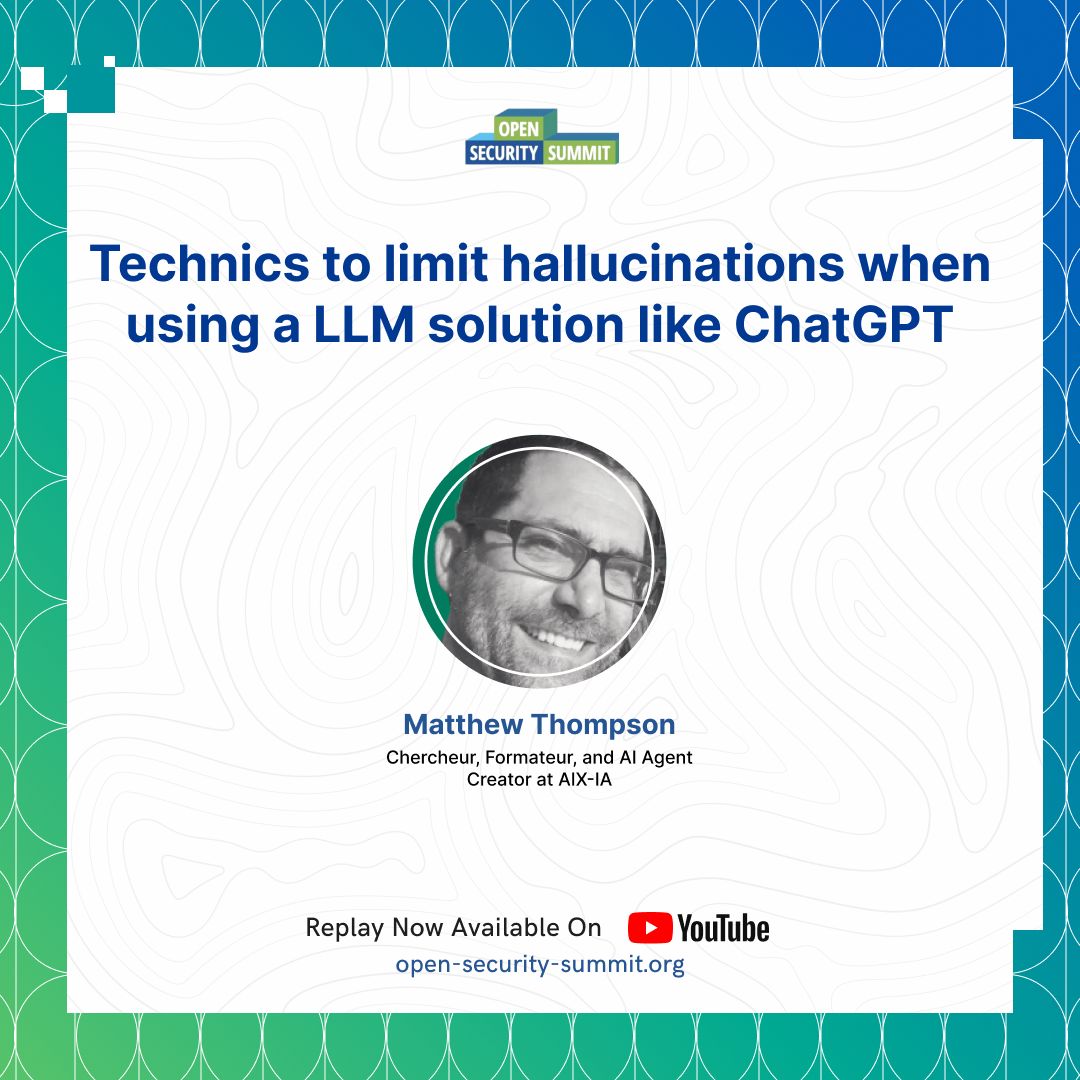 OPEN
SECURITY SUMMIT
Technics to limit hallucinations when
using a LLM solution like ChatGPT
Matthew Thompson
Chercheur, Formateur, and AI Agent
Creator at AIX-IA
Replay Now Available On YouTube
open-security-summit.org